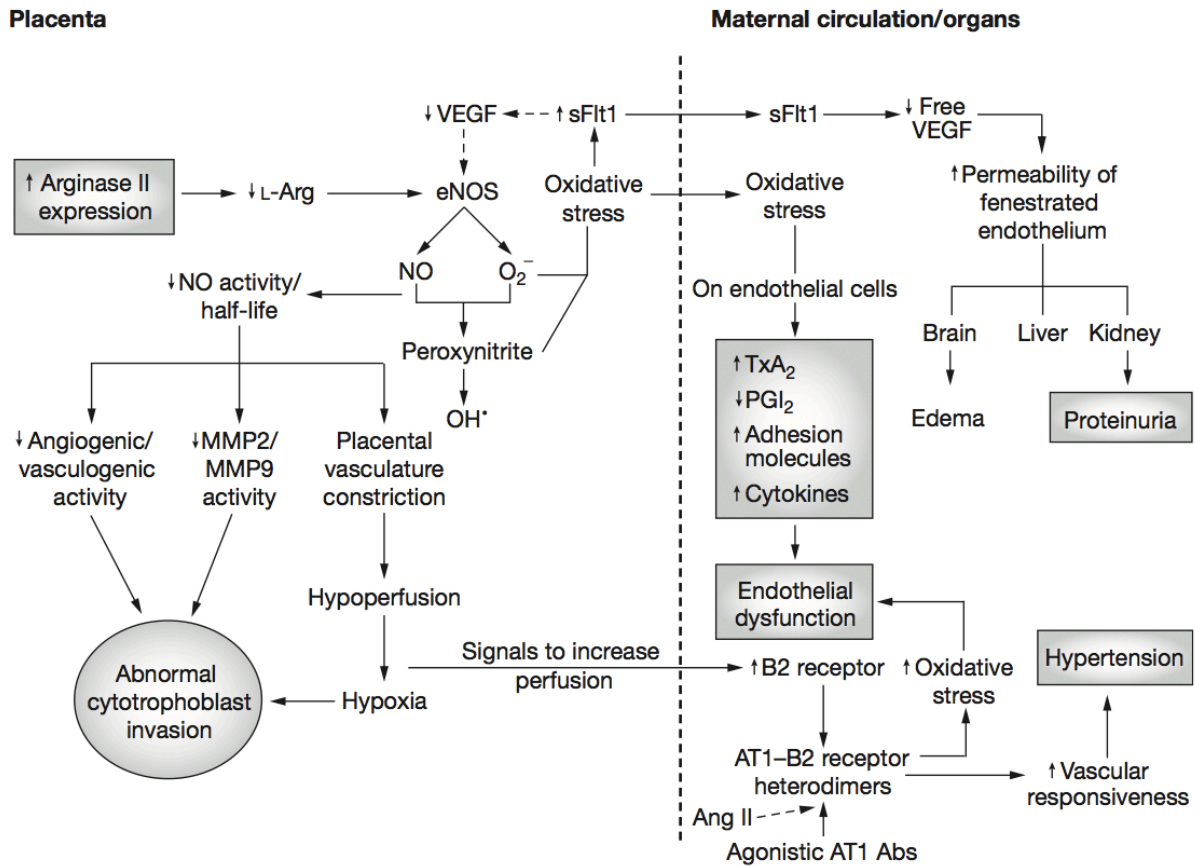 Placenta
Maternal circulation/organs
↓ VEGF
↑ sFlt1
sFlt1
↓ Free
VEGF
↑ Arginase II
expression
↓ L-Arg
eNOS
Oxidative
stress
Oxidative
stress
↑ Permeability of
fenestrated
endothelium
↓ NO activity/
half-life
NO
O₂⁻
On endothelial cells
Peroxynitrite
OH•
Brain
Liver
Kidney
Edema
Proteinuria
↑ TxA₂
↓ PGI₂
↑ Adhesion
molecules
↑ Cytokines
↓ Angiogenic/
vasculogenic
activity
↓ MMP2/
MMP9
activity
Placental
vasculature
constriction
Hypoperfusion
Endothelial
dysfunction
Abnormal
cytotrophoblast
invasion
Hypoxia
Signals to increase
perfusion
↑ B2 receptor
↑ Oxidative
stress
Hypertension
AT1–B2 receptor
heterodimers
↑ Vascular
responsiveness
Ang II
Agonistic AT1 Abs